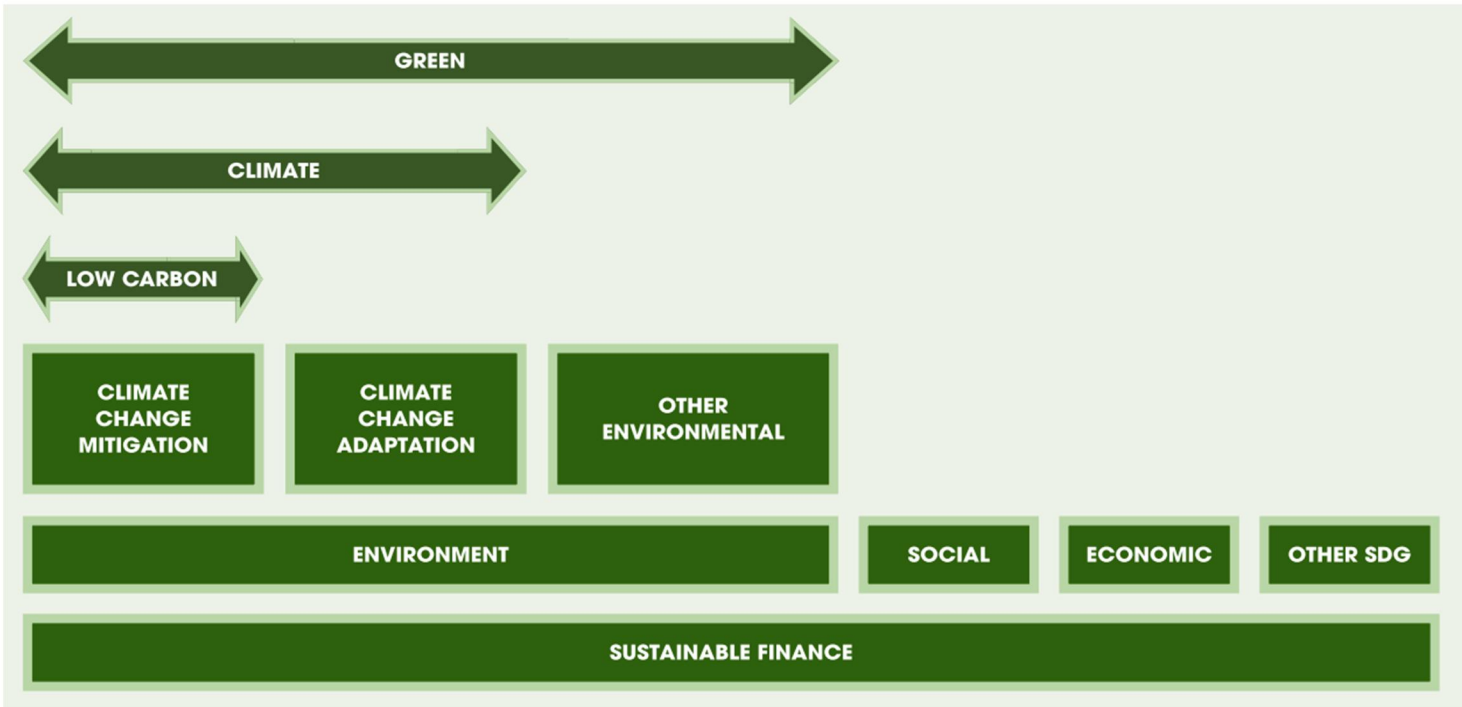 GREEN
CLIMATE
LOW CARBON
CLIMATE
CHANGE
MITIGATION
CLIMATE
CHANGE
ADAPTATION
OTHER
ENVIRONMENTAL
ENVIRONMENT
SOCIAL
ECONOMIC
OTHER SDG
SUSTAINABLE FINANCE